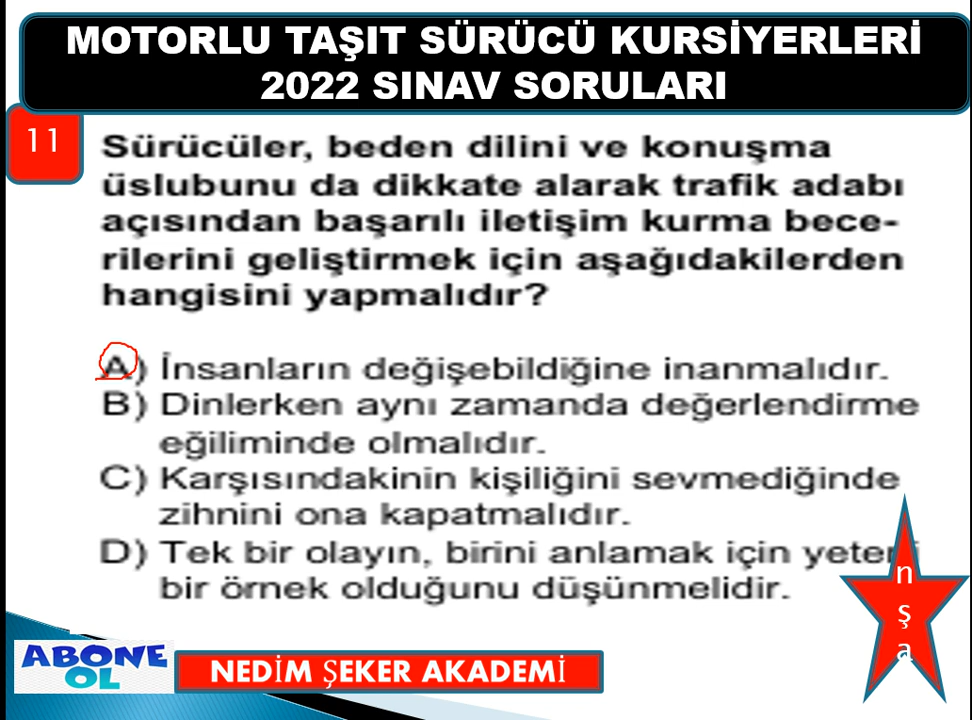 MOTORLU TAŞIT SÜRÜCÜ KURSİYERLERİ
2022 SINAV SORULARI
11
Sürücüler, beden dilini ve konuşma
üslubunu da dikkate alarak trafik adabı
açısından başarılı iletişim kurma bece-
rilerini geliştirmek için aşağıdakilerden
hangisini yapmalıdır?
A) İnsanların değişebildiğine inanmalıdır.
B) Dinlerken aynı zamanda değerlendirme
eğiliminde olmalıdır.
C) Karşısındakinin kişiliğini sevmediğinde
zihnini ona kapatmalıdır.
D) Tek bir olayın, birini anlamak için yeterli
bir örnek olduğunu düşünmelidir.
n
ş
a
ABONE
OL
NEDİM ŞEKER AKADEMİ